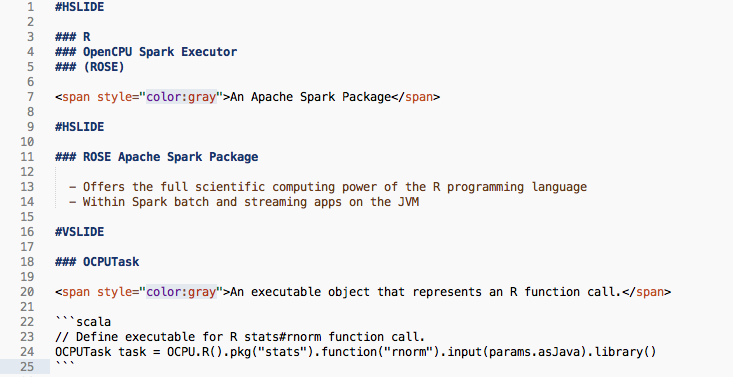 1 #HSLIDE
2
3 ### R
4 ### OpenCPU Spark Executor
5 ### (ROSE)
6
7 <span style="color:gray">An Apache Spark Package</span>
8
9 #HSLIDE
10
11 ### ROSE Apache Spark Package
12
13 - Offers the full scientific computing power of the R programming language
14 - Within Spark batch and streaming apps on the JVM
15
16 #VSLIDE
17
18 ### OCPUTask
19
20 <span style="color:gray">An executable object that represents an R function call.</span>
21
22 ```scala
23 // Define executable for R stats#rnorm function call.
24 OCPUTask task = OCPU.R().pkg("stats").function("rnorm").input(params.asJava).library()
25 ```